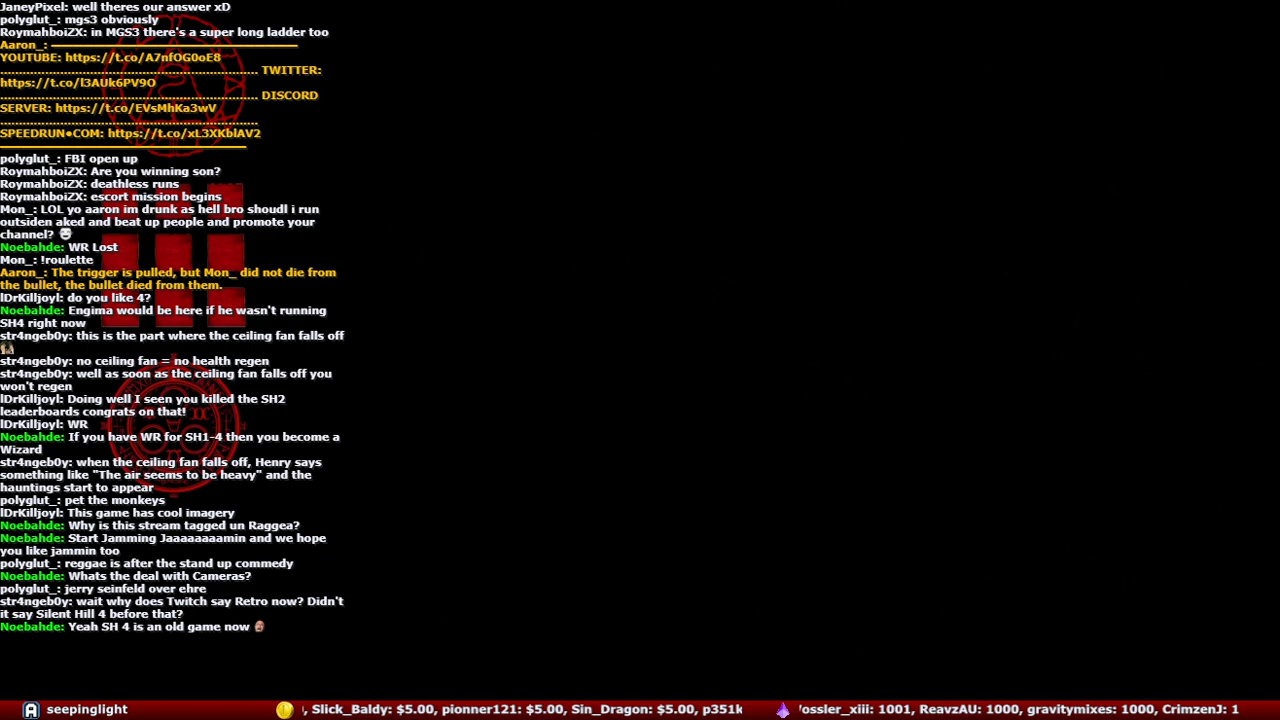 JaneyPixel: well theres our answer xD
polyglut_: mgs3 obviously
RoymahboiZX: in MGS3 there's a super long ladder too
Aaron_: ────────────────────
YOUTUBE: https://t.co/A7nfOG0oE8
TWITTER:
https://t.co/l3AUk6PV9O
DISCORD
SERVER: https://t.co/EVsMhKa3wV
SPEEDRUN●COM: https://t.co/xL3XKblAV2
polyglut_: FBI open up
RoymahboiZX: Are you winning son?
RoymahboiZX: deathless runs
RoymahboiZX: escort mission begins
Mon_: LOL yo aaron im drunk as hell bro shoudl i run
outsiden aked and beat up people and promote your
channel?
Noebahde: WR Lost
Mon_: !roulette
Aaron_: The trigger is pulled, but Mon_ did not die from
the bullet, the bullet died from them.
lDrKilljoyl: do you like 4?
Noebahde: Engima would be here if he wasn't running
SH4 right now
str4ngeb0y: this is the part where the ceiling fan falls off
str4ngeb0y: no ceiling fan = no health regen
str4ngeb0y: well as soon as the ceiling fan falls off you
won't regen
lDrKilljoyl: Doing well I seen you killed the SH2
leaderboards congrats on that!
lDrKilljoyl: WR
Noebahde: If you have WR for SH1-4 then you become a
Wizard
str4ngeb0y: when the ceiling fan falls off, Henry says
something like "The air seems to be heavy" and the
hauntings start to appear
polyglut_: pet the monkeys
lDrKilljoyl: This game has cool imagery
Noebahde: Why is this stream tagged un Raggea?
Noebahde: Start Jamming Jaaaaaaamin and we hope
you like jammin too
polyglut_: reggae is after the stand up commedy
Noebahde: Whats the deal with Cameras?
polyglut_: jerry seinfeld over ehre
str4ngeb0y: wait why does Twitch say Retro now? Didn't
it say Silent Hill 4 before that?
Noebahde: Yeah SH 4 is an old game now
seepinglight
), Slick_Baldy: $5.00, pionner121: $5.00, Sin_Dragon: $5.00, p351k
ossler_xiii: 1001, ReavzAU: 1000, gravitymixes: 1000, CrimzenJ: 1